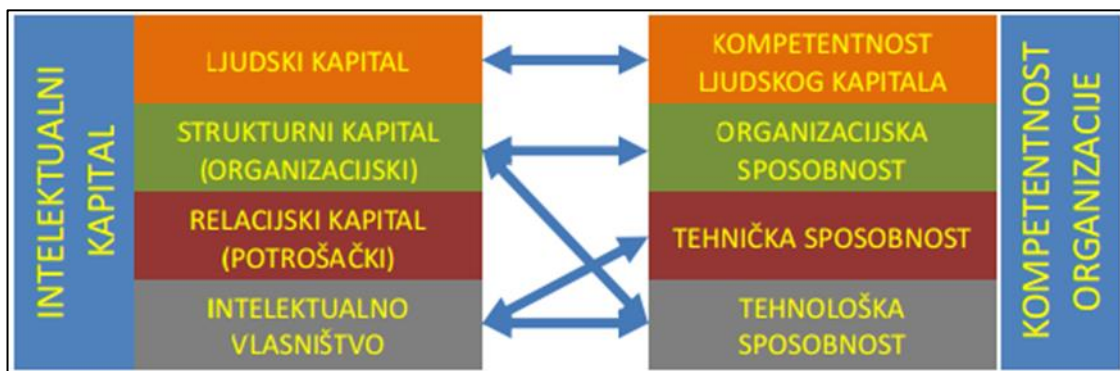 INTELEKTUALNI
KAPITAL
LJUDSKI KAPITAL
STRUKTURNI KAPITAL
(ORGANIZACIJSKI)
RELACIJSKI KAPITAL
(POTROŠAČKI)
INTELEKTUALNO
VLASNIŠTVO
KOMPETENTNOST
LJUDSKOG KAPITALA
ORGANIZACIJSKA
SPOSOBNOST
TEHNIČKA SPOSOBNOST
TEHNOLOŠKA
SPOSOBNOST
KOMPETENTNOST
ORGANIZACIJE